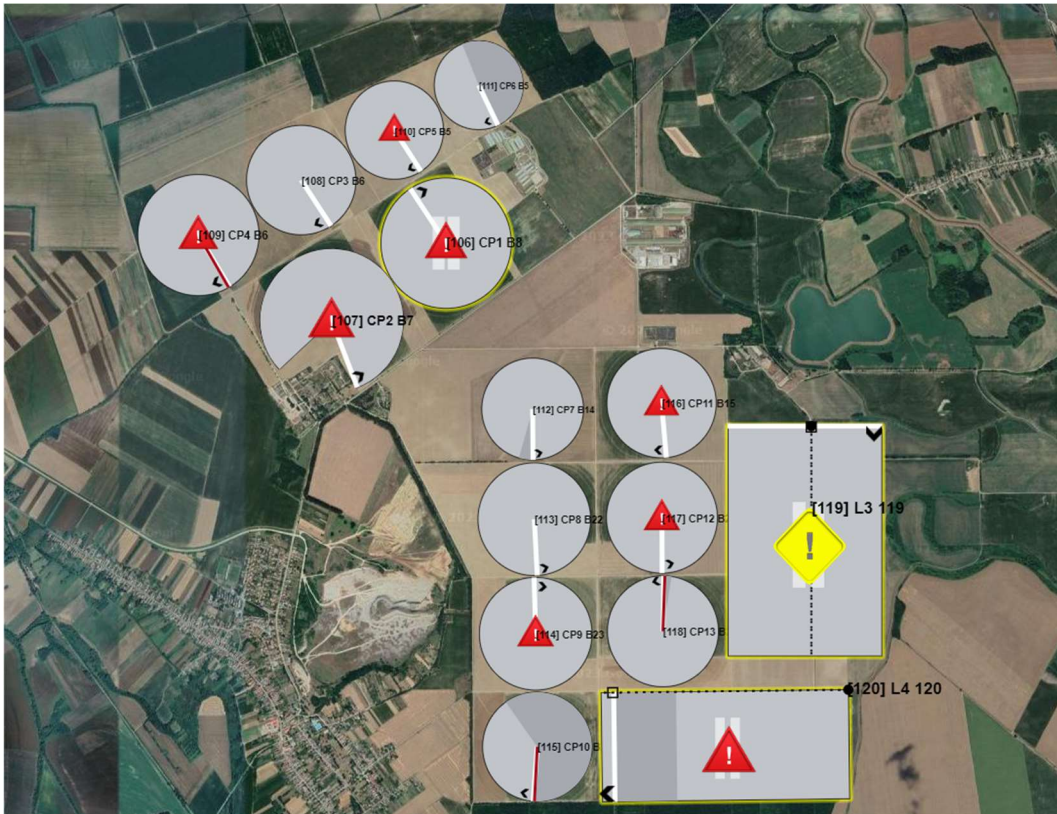 [111] CP6 B5
[110] CP5 B5
[108] CP3 B6
[109] CP4 B6
[106] CP1 B8
[107] CP2 B7
[112] CP7 B14
[116] CP11 B15
[113] CP8 B22
[117] CP12 B
[119] L3 119
[114] CP9 B23
[118] CP13 B
[120] L4 120
[115] CP10 B